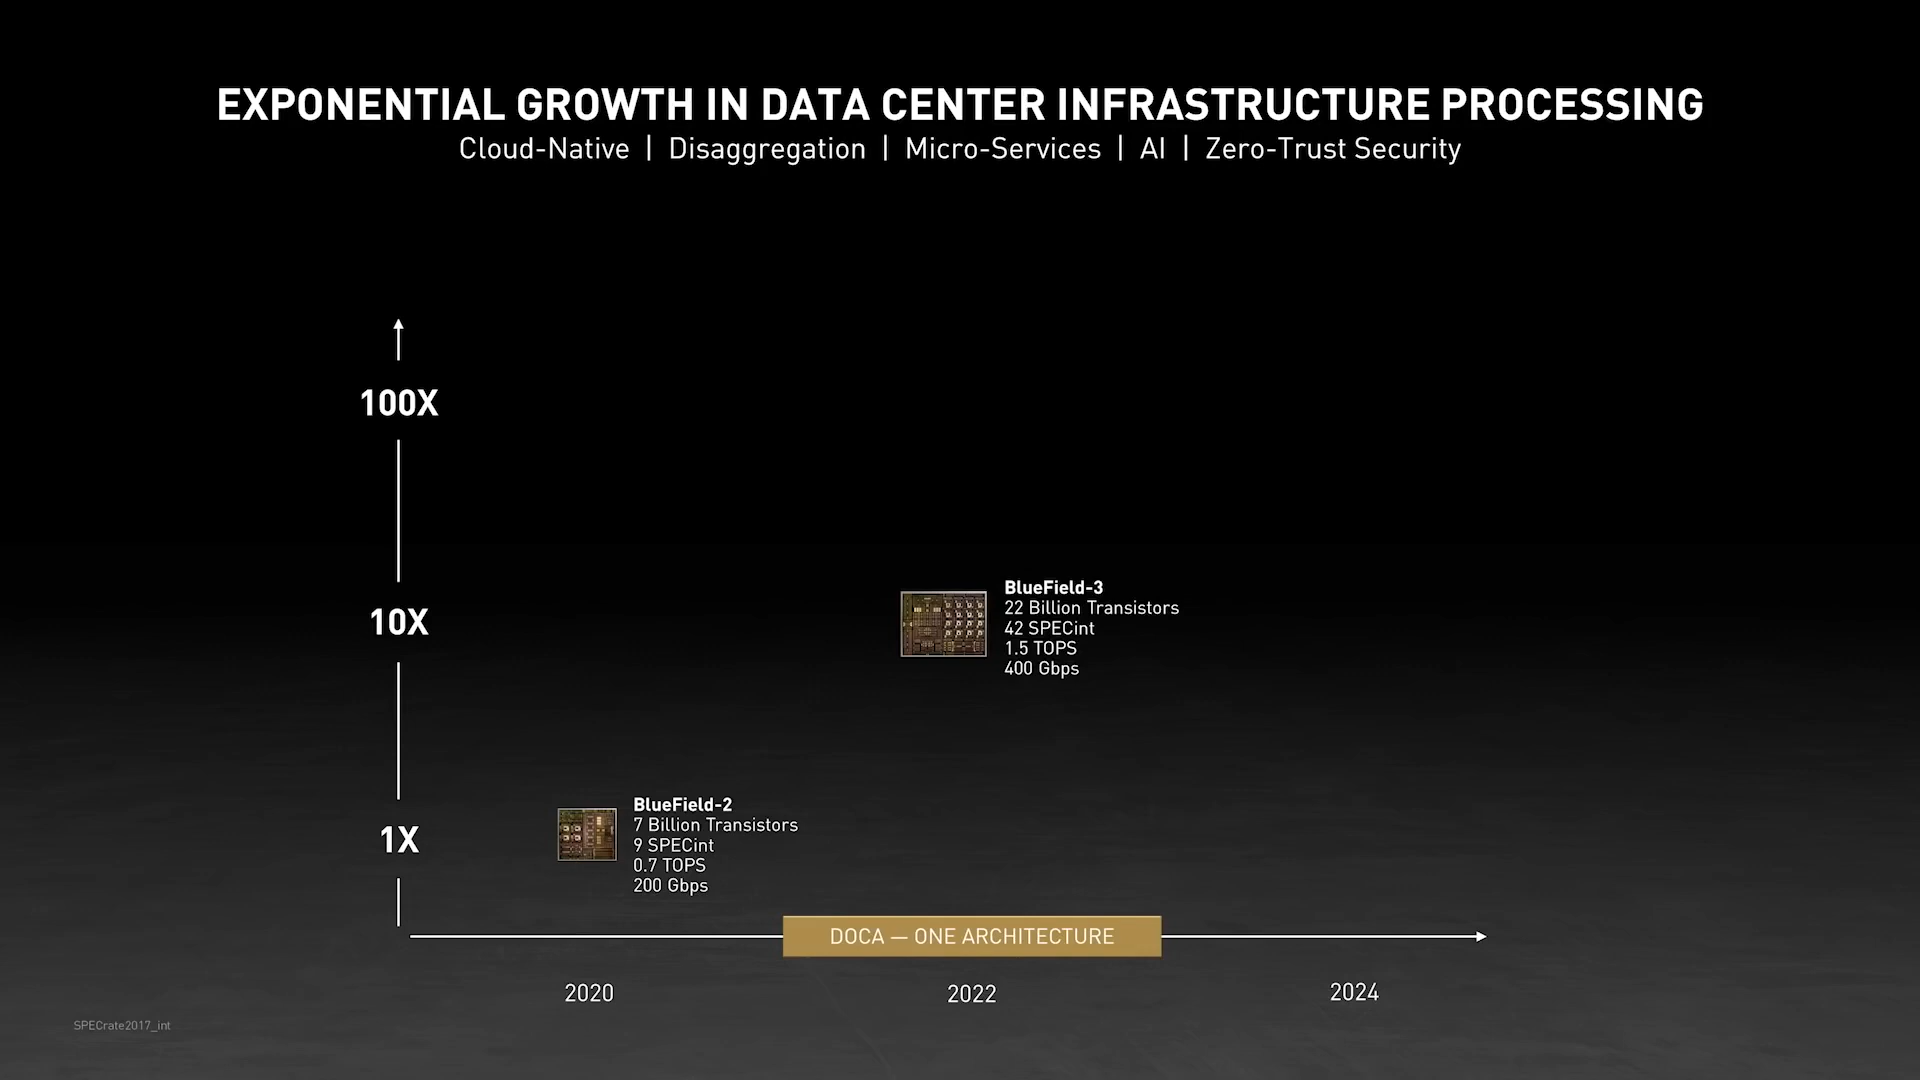 EXPONENTIAL GROWTH IN DATA CENTER INFRASTRUCTURE PROCESSING
Cloud-Native | Disaggregation | Micro-Services | AI | Zero-Trust Security
100X
10X
1X
BlueField-3
22 Billion Transistors
42 SPECint
1.5 TOPS
400 Gbps
BlueField-2
7 Billion Transistors
9 SPECint
0.7 TOPS
200 Gbps
DOCA — ONE ARCHITECTURE
2020
2022
2024
SPECrate2017_int